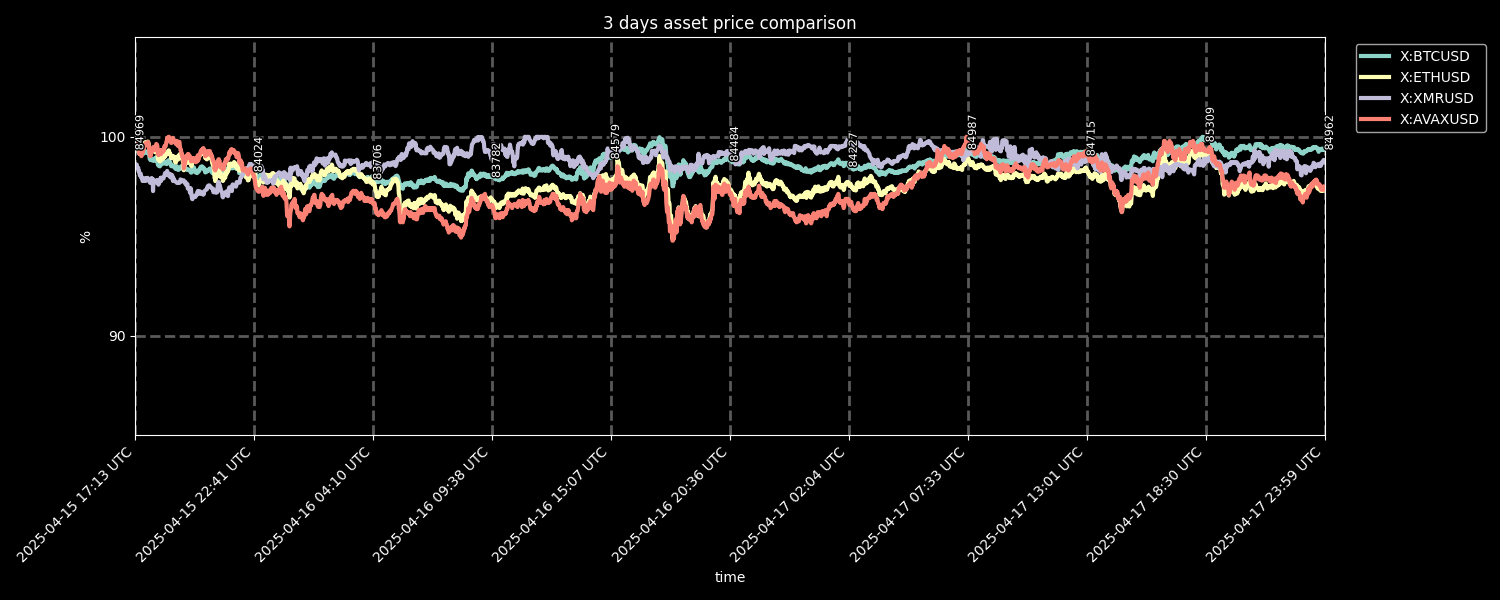 3 days asset price comparison
X:BTCUSD
X:ETHUSD
X:XMRUSD
X:AVAXUSD
100
90
%
84969
84024
83706
83782
84579
84484
84227
84987
84715
85309
84962
2025-04-15 17:13 UTC
2025-04-15 22:41 UTC
2025-04-16 04:10 UTC
2025-04-16 09:38 UTC
2025-04-16 15:07 UTC
2025-04-16 20:36 UTC
2025-04-17 02:04 UTC
2025-04-17 07:33 UTC
2025-04-17 13:01 UTC
2025-04-17 18:30 UTC
2025-04-17 23:59 UTC
time